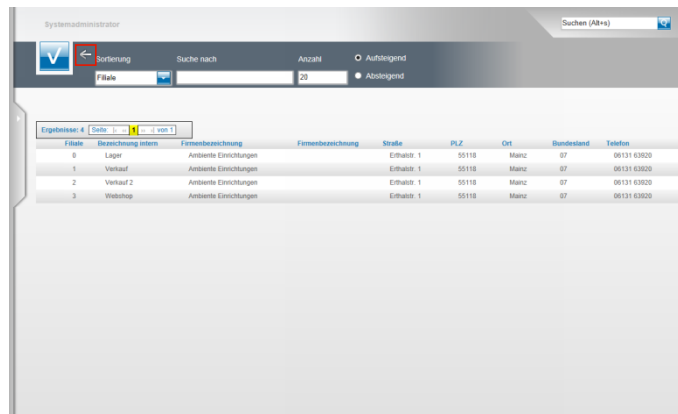 Systemadministrator
Suchen (Alt+s)
Sortierung Suche nach Anzahl Aufsteigend
Filiale 20 Absteigend
Ergebnisse: 4 Seite: 1 von 1
Filiale Bezeichnung intern Firmenbezeichnung Firmenbezeichnung Straße PLZ Ort Bundesland Telefon
0 Lager Ambiente Einrichtungen Erthalstr. 1 55118 Mainz 07 06131 63920
1 Verkauf Ambiente Einrichtungen Erthalstr. 1 55118 Mainz 07 06131 63920
2 Verkauf 2 Ambiente Einrichtungen Erthalstr. 1 55118 Mainz 07 06131 63920
3 Webshop Ambiente Einrichtungen Erthalstr. 1 55118 Mainz 07 06131 63920